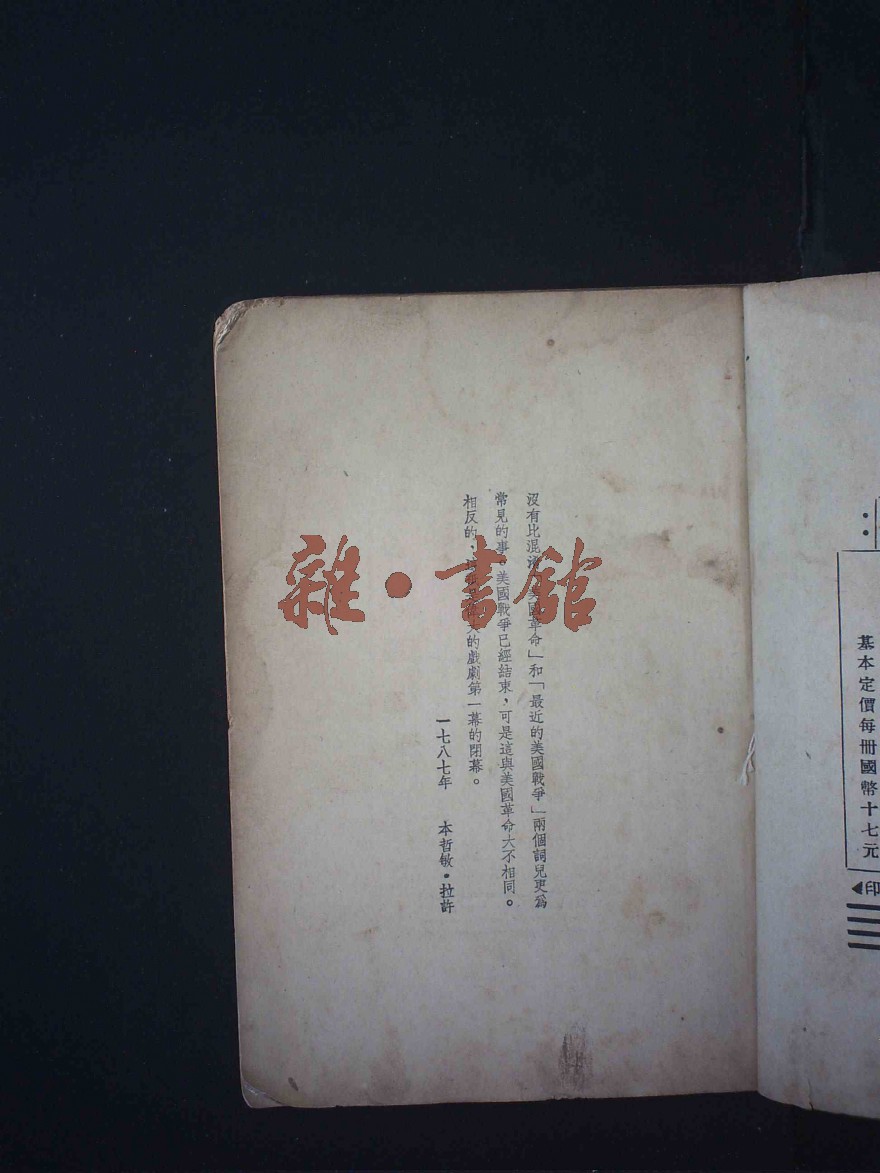 基本定價每冊國幣十七元
印
沒有比混淆「美國革命」和「最近的美國戰爭」兩個詞兒更為
常見的事。美國戰爭已經結束，可是這與美國革命大不相同。
相反的，的戲劇第一幕的閉幕。
一七八七年 本哲敏・拉許
雜・書館